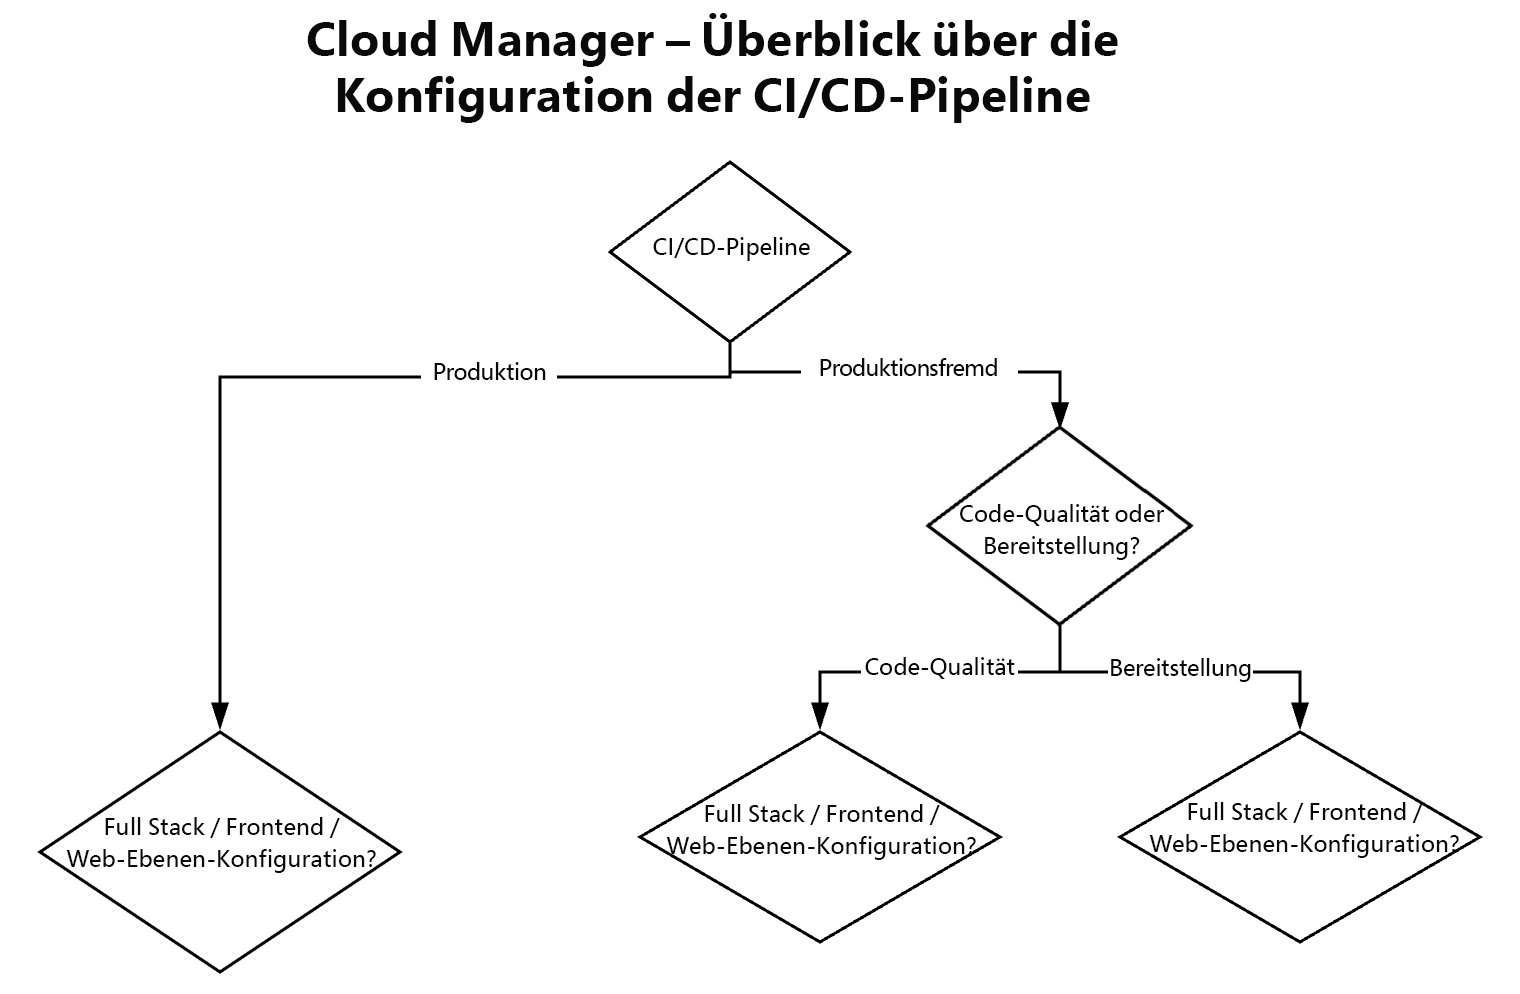 Cloud Manager – Überblick über die
Konfiguration der CI/CD-Pipeline
CI/CD-Pipeline
Produktion
Produktionsfremd
Code-Qualität oder
Bereitstellung?
Code-Qualität
Bereitstellung
Full Stack / Frontend /
Web-Ebenen-Konfiguration?
Full Stack / Frontend /
Web-Ebenen-Konfiguration?
Full Stack / Frontend /
Web-Ebenen-Konfiguration?